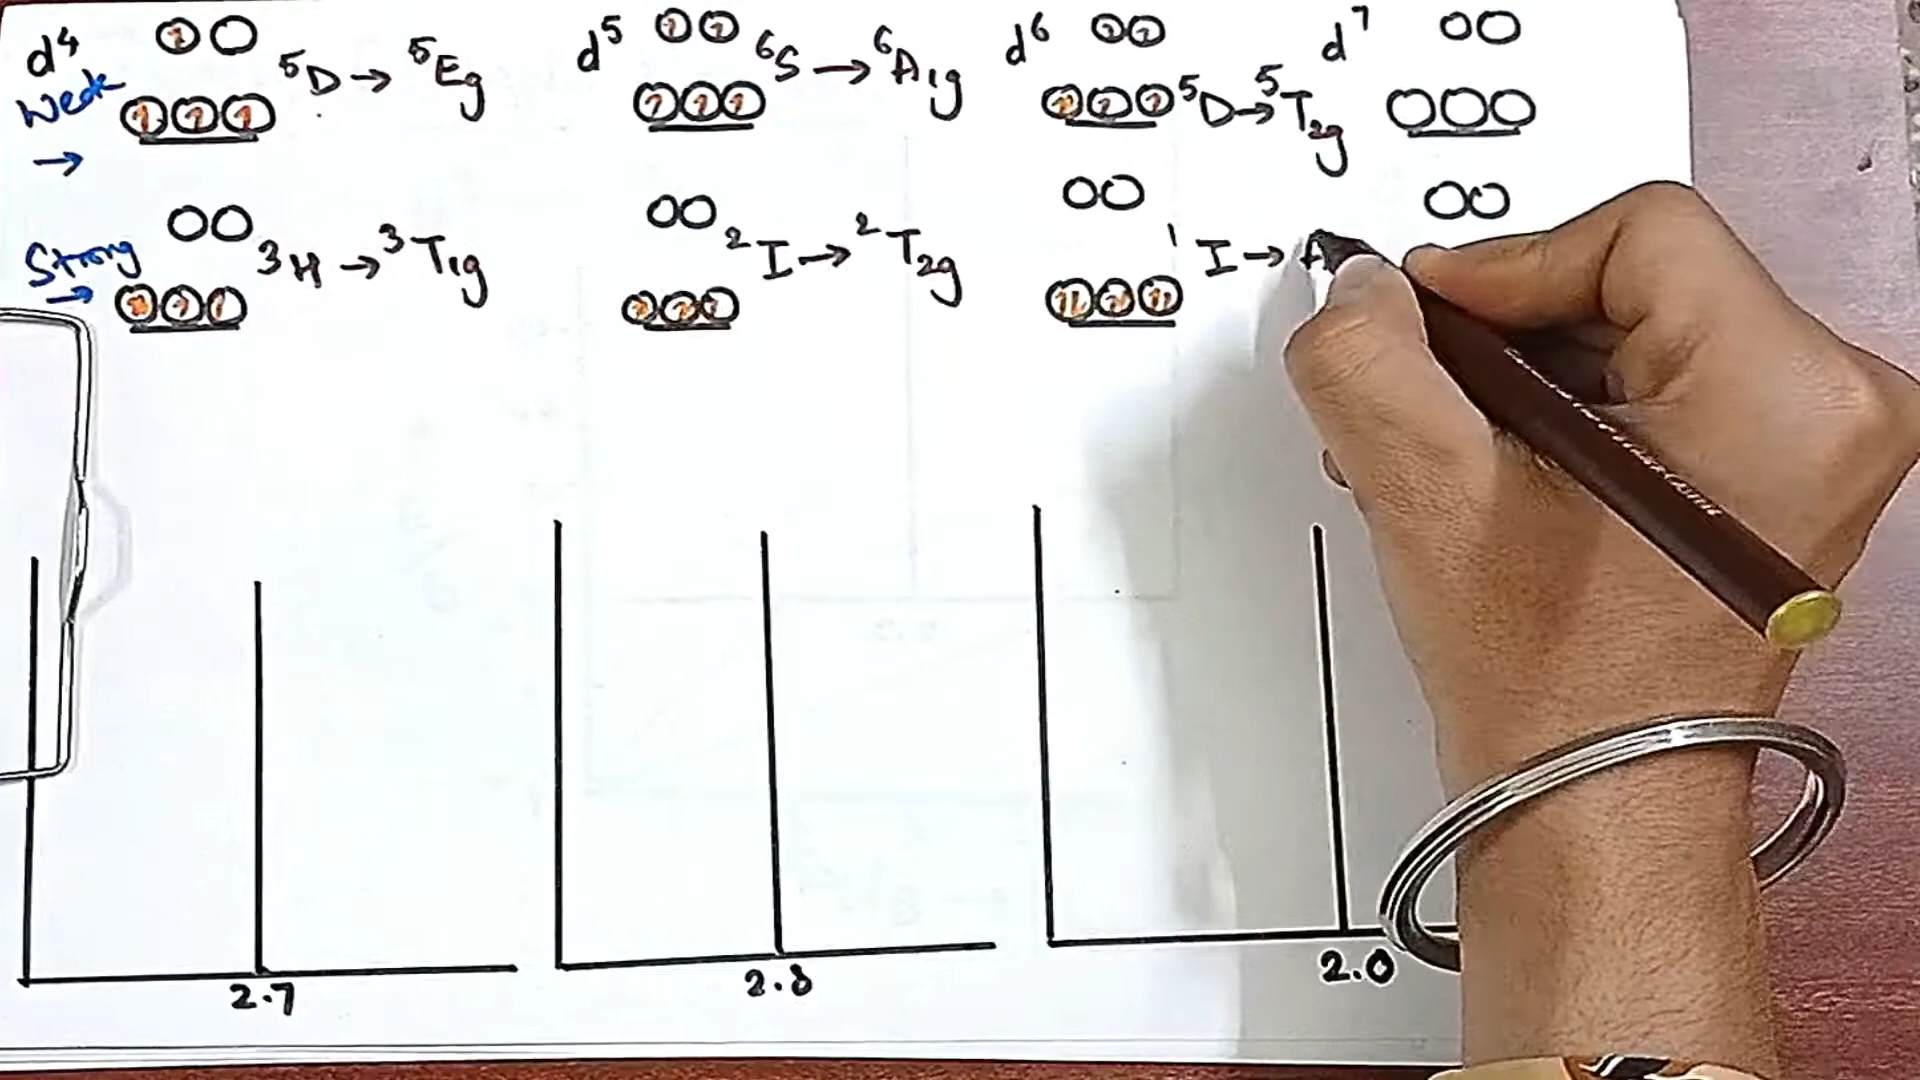 d⁴ ⁵D → ⁵Eg
Weak →
d⁵ ⁶S → ⁶A₁g
d⁶ ⁵D → ⁵T₂g
d⁷
Strong → ³H → ³T₁g
²I → ²T₂g
¹I → A
2.7
2.8
2.0